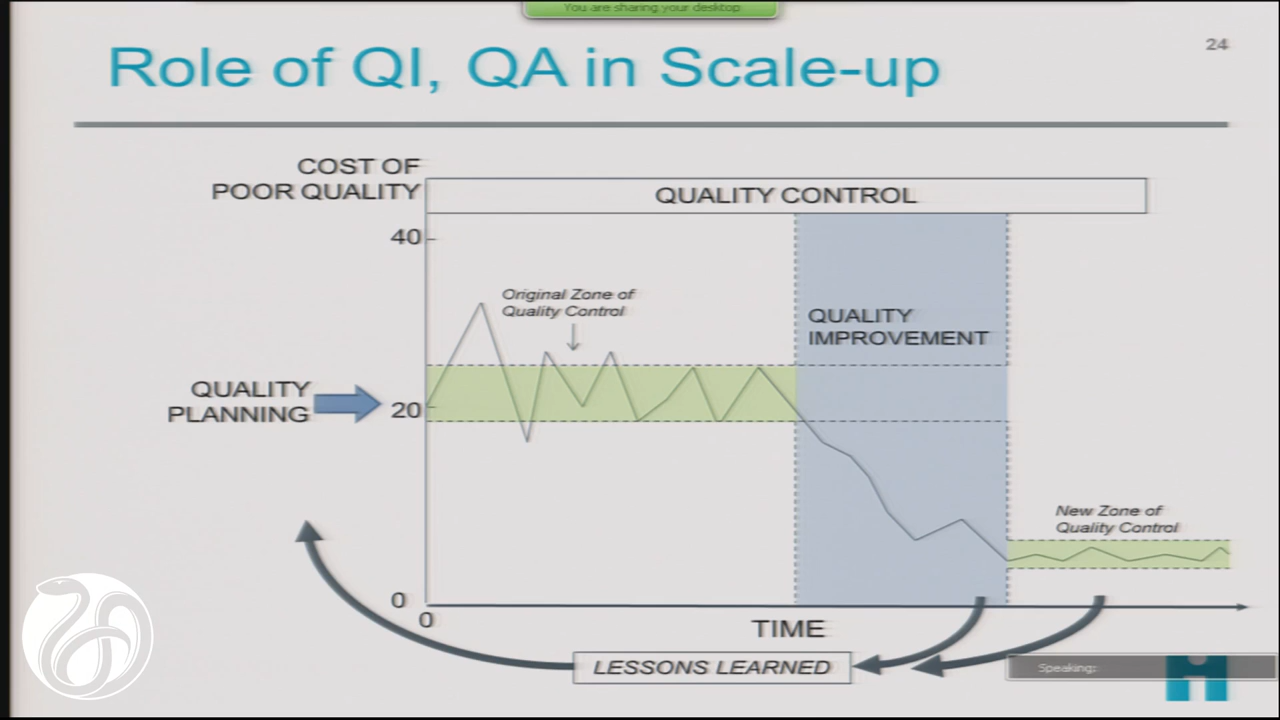 You are sharing your desktop
24
Role of QI, QA in Scale-up
COST OF
POOR QUALITY
QUALITY CONTROL
40
Original Zone of
Quality Control
QUALITY
IMPROVEMENT
QUALITY
PLANNING
20
New Zone of
Quality Control
0
0
TIME
LESSONS LEARNED
Speaking: